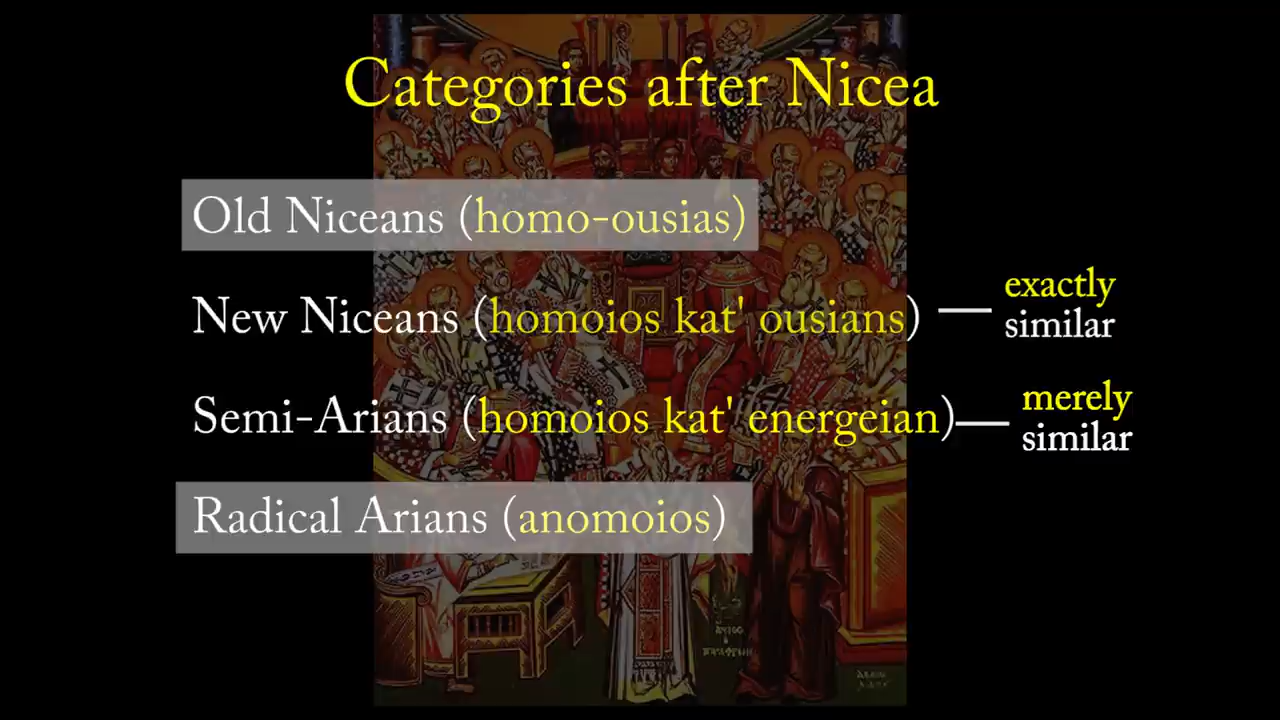 Categories after Nicea
Old Niceans (homo-ousias)
New Niceans (homoios kat' ousians)
exactly
similar
Semi-Arians (homoios kat' energeian)
merely
similar
Radical Arians (anomoios)